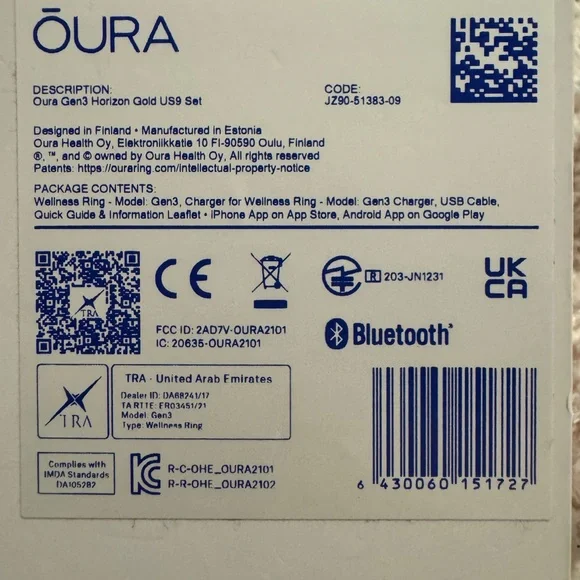 ŌURA
DESCRIPTION:
Oura Gen3 Horizon Gold US9 Set
CODE:
JZ90-51383-09
Designed in Finland • Manufactured in Estonia
Oura Health Oy, Elektroniikkatie 10 FI-90590 Oulu, Finland
®, ™, and © owned by Oura Health Oy, All rights reserved
Patents: https://ouraring.com/intellectual-property-notice
PACKAGE CONTENTS:
Wellness Ring - Model: Gen3, Charger for Wellness Ring - Model: Gen3 Charger, USB Cable,
Quick Guide & Information Leaflet • iPhone App on App Store, Android App on Google Play
TRA
CE
R 203-JN1231
UK
CA
FCC ID: 2AD7V-OURA2101
IC: 20635-OURA2101
Bluetooth®
TRA
TRA - United Arab Emirates
Dealer ID: DA68241/17
TA RTTE: ER03451/21
Model: Gen3
Type: Wellness Ring
Complies with
IMDA Standards
DA105282
R-C-OHE_OURA2101
R-R-OHE_OURA2102
6 430060 151727